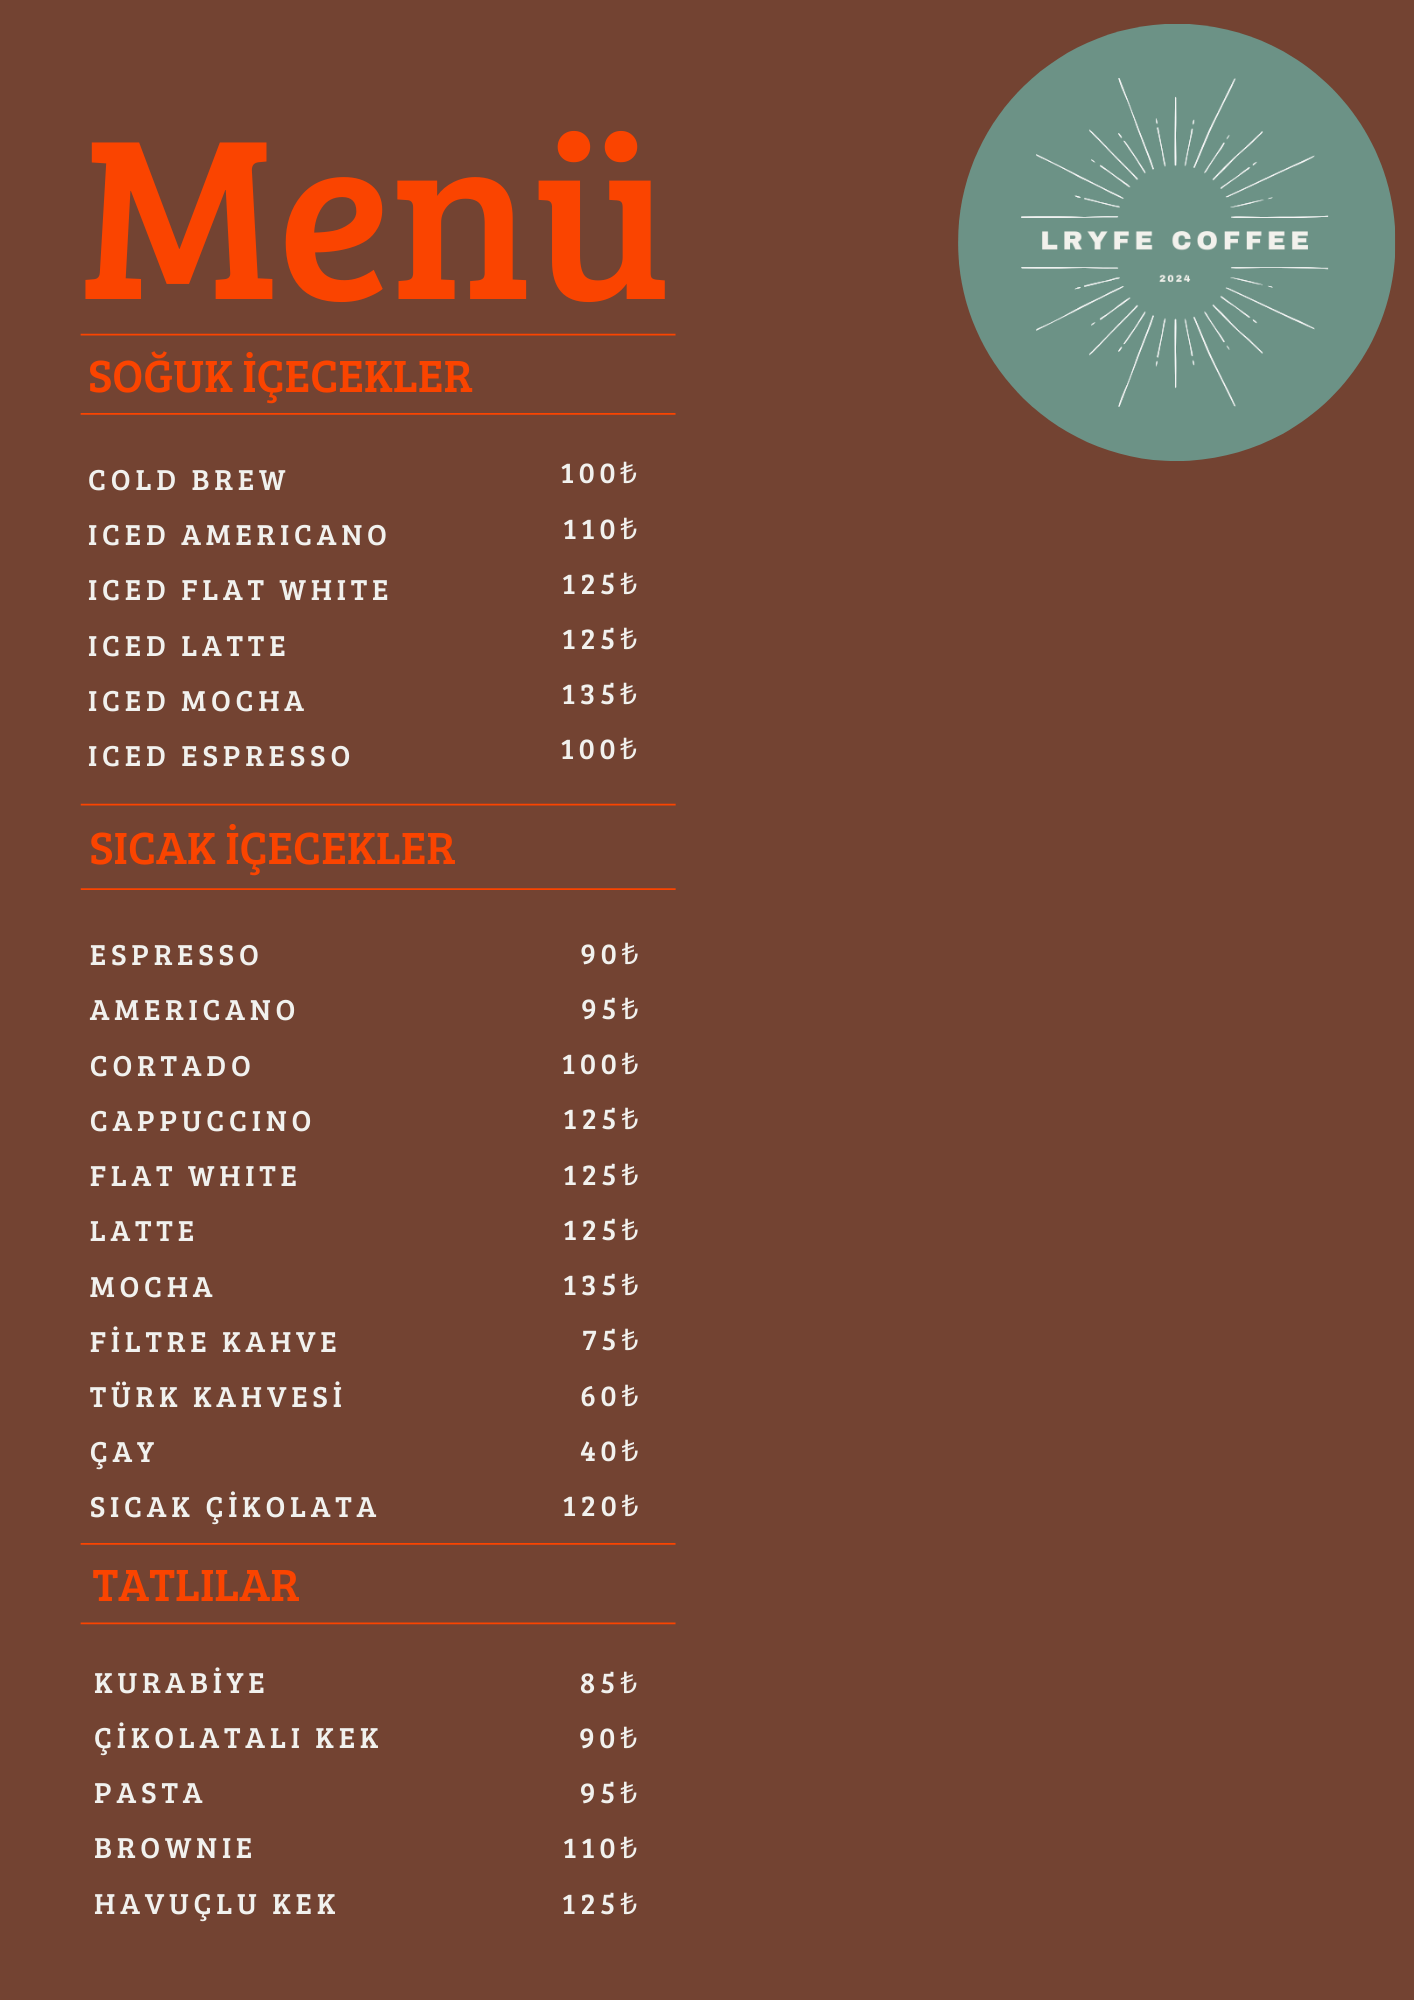 Menü
LRYFE COFFEE
2024
SOĞUK İÇECEKLER
COLD BREW 100₺
ICED AMERICANO 110₺
ICED FLAT WHITE 125₺
ICED LATTE 125₺
ICED MOCHA 135₺
ICED ESPRESSO 100₺
SICAK İÇECEKLER
ESPRESSO 90₺
AMERICANO 95₺
CORTADO 100₺
CAPPUCCINO 125₺
FLAT WHITE 125₺
LATTE 125₺
MOCHA 135₺
FİLTRE KAHVE 75₺
TÜRK KAHVESİ 60₺
ÇAY 40₺
SICAK ÇİKOLATA 120₺
TATLILAR
KURABİYE 85₺
ÇİKOLATALI KEK 90₺
PASTA 95₺
BROWNIE 110₺
HAVUÇLU KEK 125₺